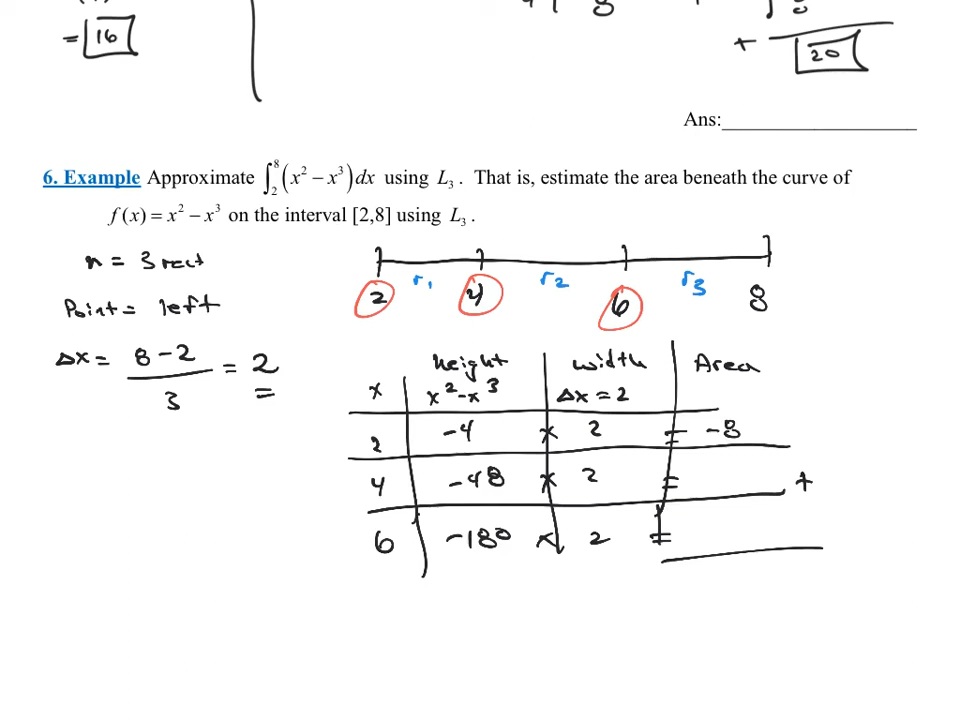 = 16
+ 20
Ans:
6. Example Approximate ∫₂⁸(x² − x³)dx using L₃. That is, estimate the area beneath the curve of
f(x) = x² − x³ on the interval [2,8] using L₃.
n = 3 rect
r1 r2 r3
Point = left
2 4 6 8
Δx = 8-2 / 3 = 2
height width Area
x x²-x³ Δx = 2
2 -4 x 2 = -8
4 -48 x 2 = +
6 -180 x 2 =